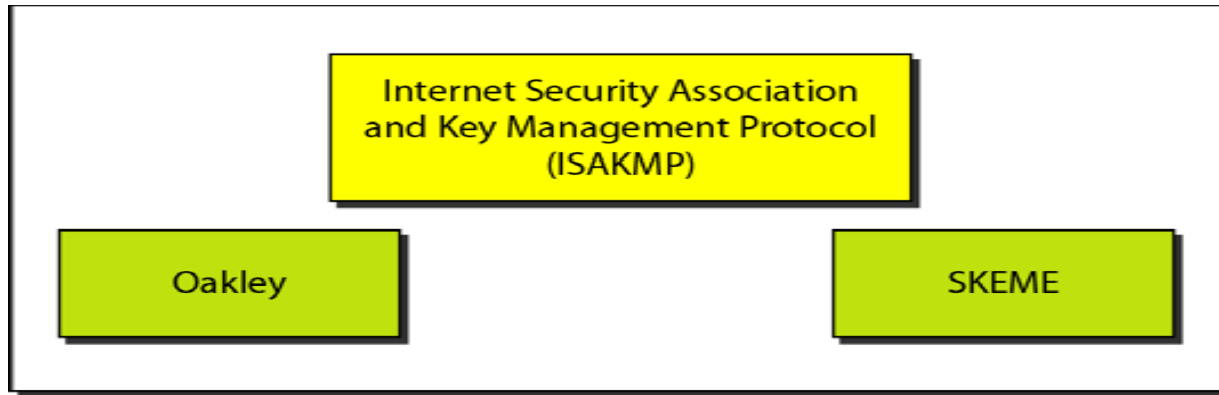 Internet Security Association
and Key Management Protocol
(ISAKMP)
Oakley
SKEME